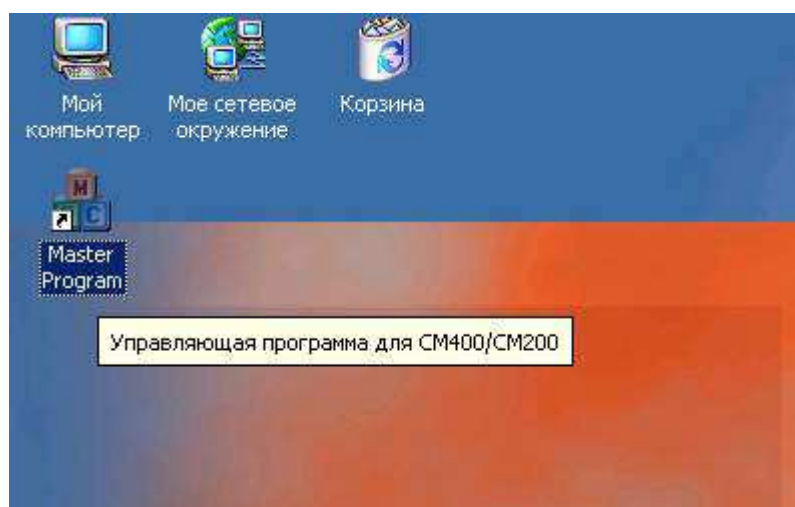 Мой
компьютер
Мое сетевое
окружение
Корзина
M
C
Master
Program
Управляющая программа для CM400/CM200